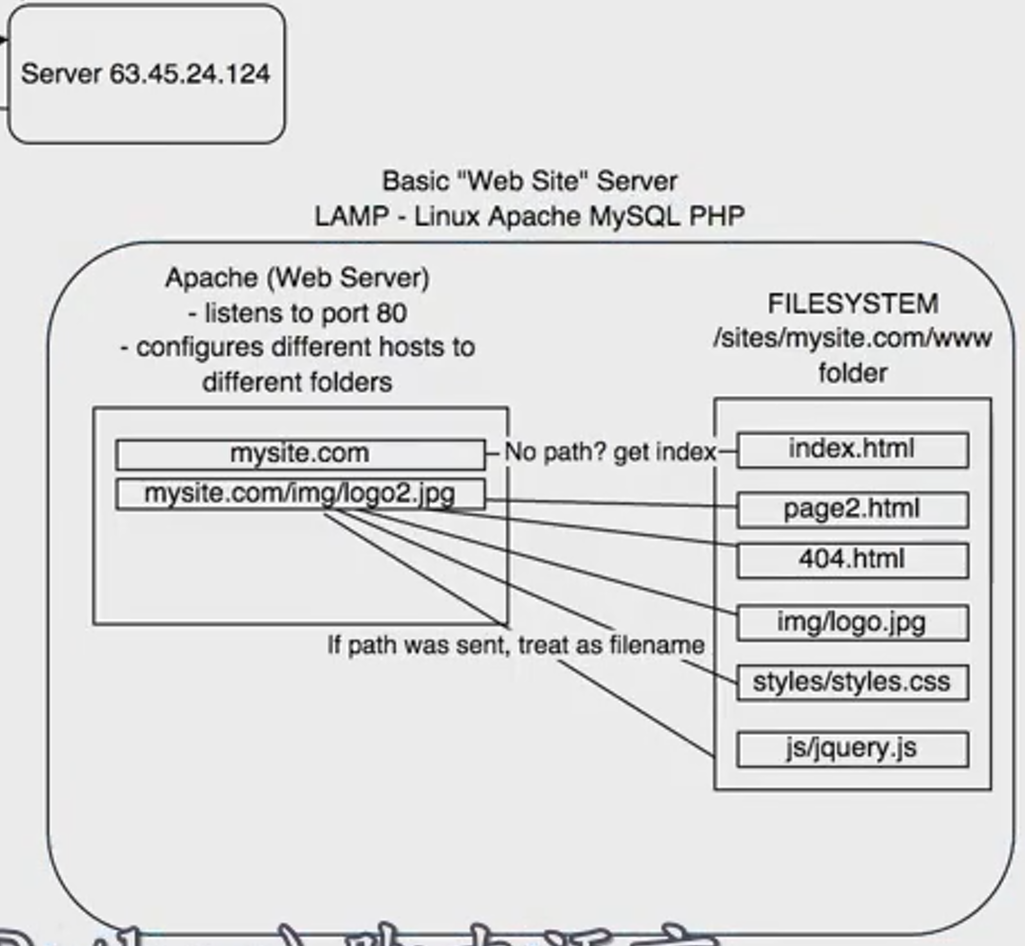 Server 63.45.24.124
Basic "Web Site" Server
LAMP - Linux Apache MySQL PHP
Apache (Web Server)
- listens to port 80
- configures different hosts to
different folders
mysite.com
mysite.com/img/logo2.jpg
No path? get index
If path was sent, treat as filename
FILESYSTEM
/sites/mysite.com/www
folder
index.html
page2.html
404.html
img/logo.jpg
styles/styles.css
js/jquery.js